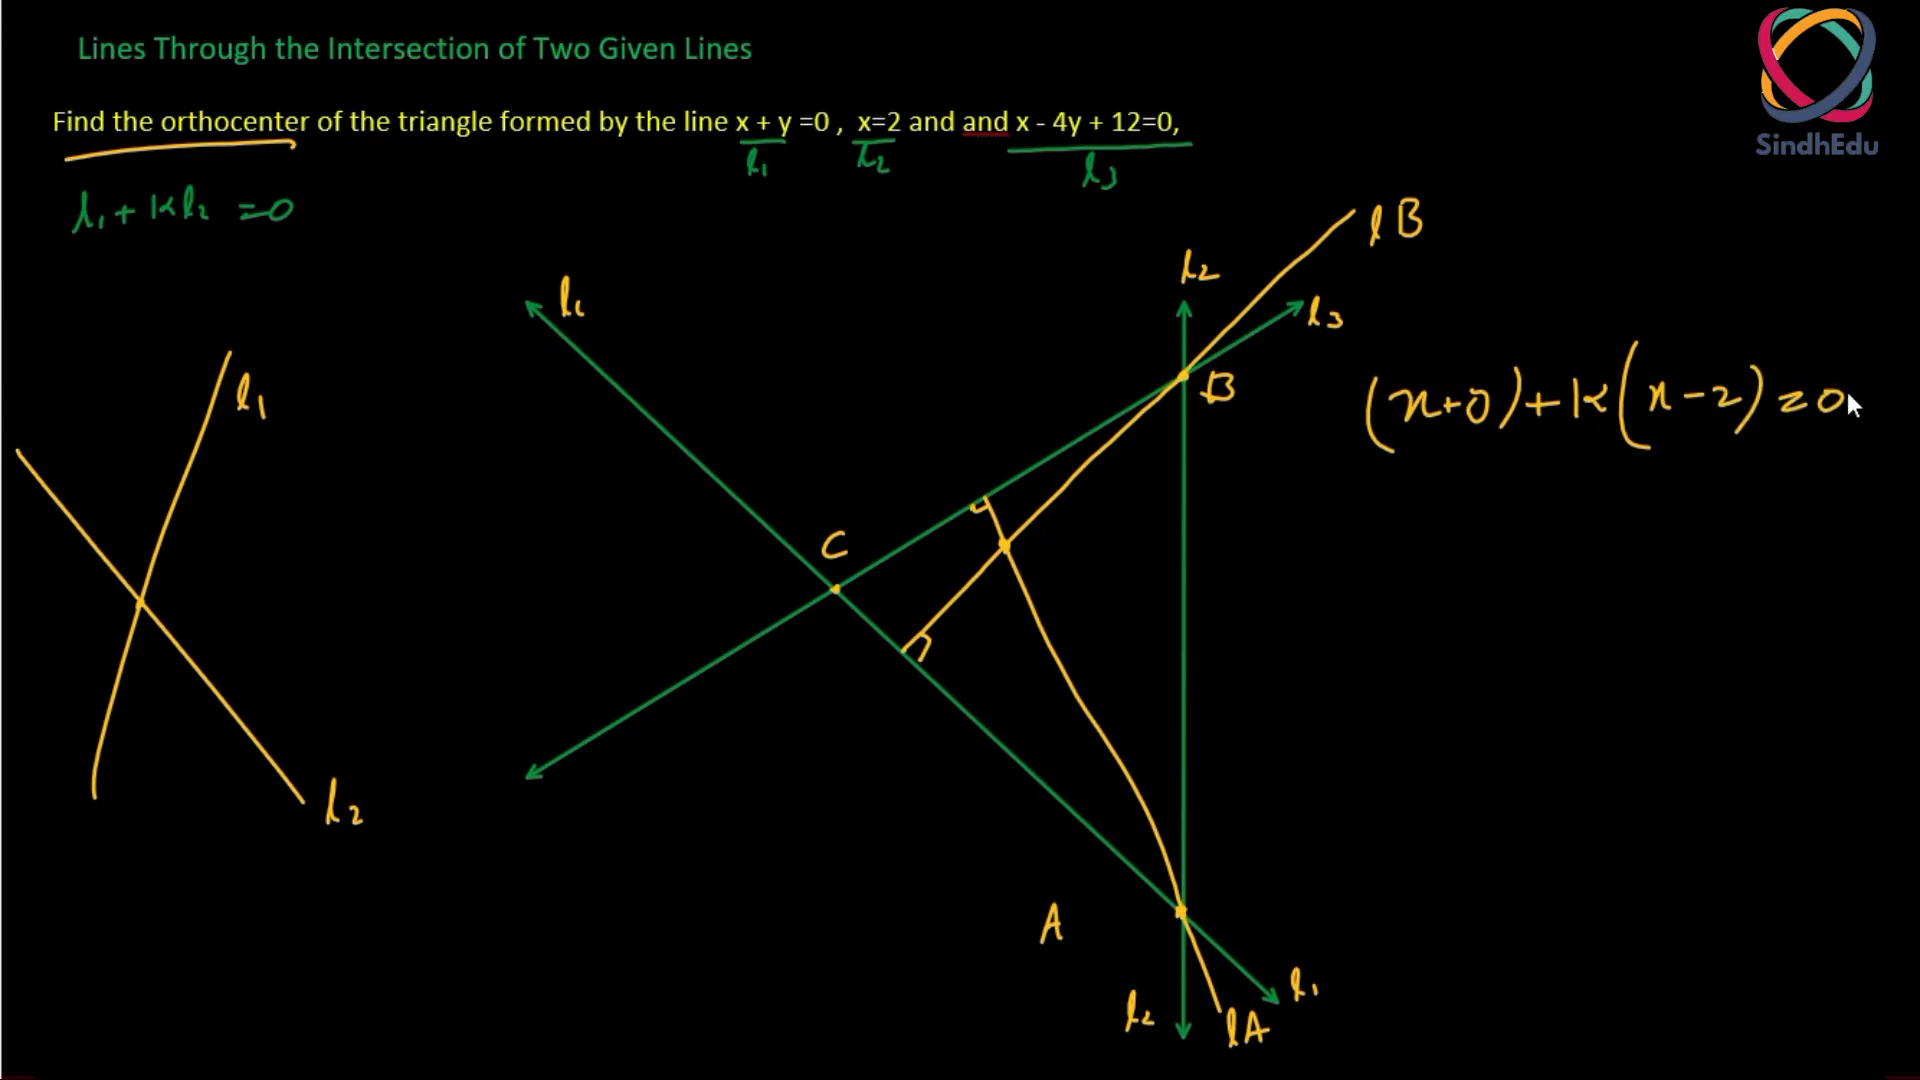 Lines Through the Intersection of Two Given Lines
SindhEdu
Find the orthocenter of the triangle formed by the line x + y =0 , x=2 and and x - 4y + 12=0,
l1 l2 l3
l1 + K l2 = 0
l B
l2
l1
l3
B
(x+0) + K (x-2) = 0
l1
C
l2
A
l1
l2
lA